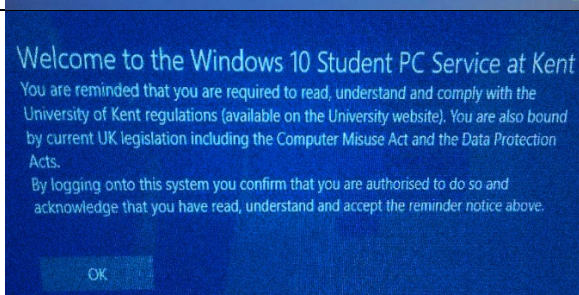 Welcome to the Windows 10 Student PC Service at Kent
You are reminded that you are required to read, understand and comply with the
University of Kent regulations (available on the University website). You are also bound
by current UK legislation including the Computer Misuse Act and the Data Protection
Acts.
By logging onto this system you confirm that you are authorised to do so and
acknowledge that you have read, understand and accept the reminder notice above.
OK